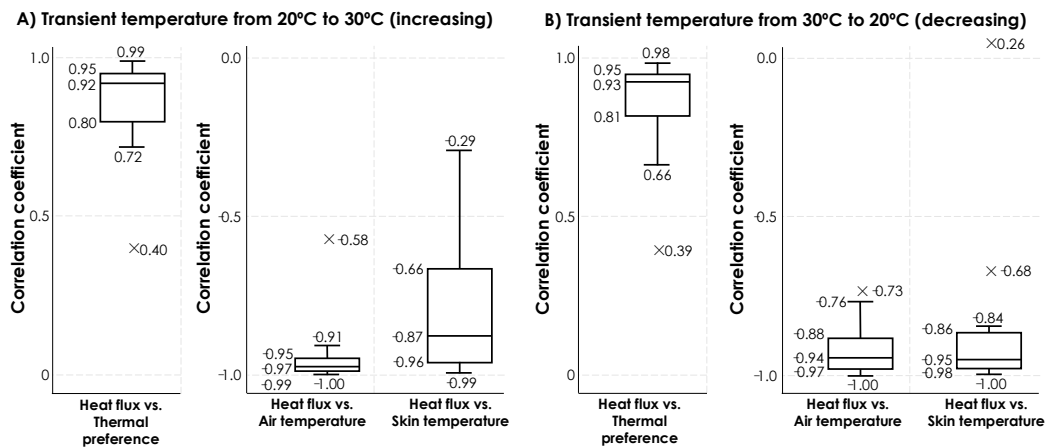 A) Transient temperature from 20ºC to 30ºC (increasing)
Correlation coefficient
1.0
0.5
0
0.99
0.95
0.92
0.80
0.72
×0.40
Heat flux vs.
Thermal
preference
Correlation coefficient
0.0
-0.5
-1.0
×-0.58
-0.91
-0.95
-0.97
-0.99
-1.00
Heat flux vs.
Air temperature
-0.29
-0.66
-0.87
-0.96
-0.99
Heat flux vs.
Skin temperature
B) Transient temperature from 30ºC to 20ºC (decreasing)
Correlation coefficient
1.0
0.5
0
0.98
0.95
0.93
0.81
0.66
×0.39
Heat flux vs.
Thermal
preference
Correlation coefficient
0.0
-0.5
-1.0
-0.76
×-0.73
-0.88
-0.94
-0.97
-1.00
Heat flux vs.
Air temperature
×0.26
×-0.68
-0.84
-0.86
-0.95
-0.98
-1.00
Heat flux vs.
Skin temperature